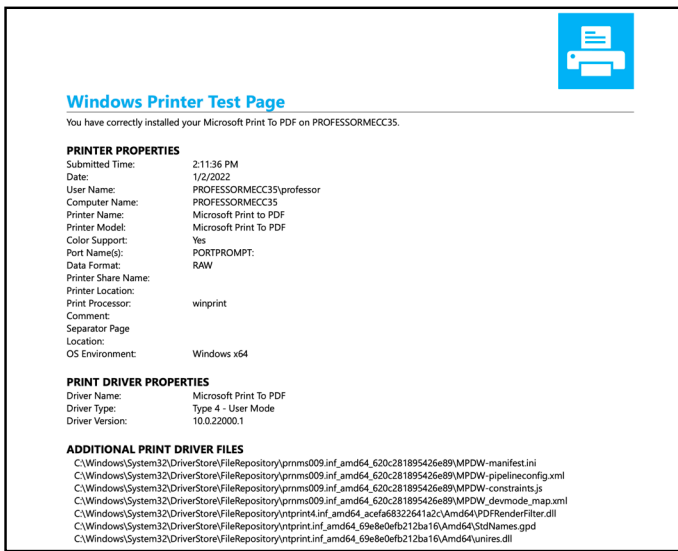 Windows Printer Test Page
You have correctly installed your Microsoft Print To PDF on PROFESSORMECC35.
PRINTER PROPERTIES
Submitted Time: 2:11:36 PM
Date: 1/2/2022
User Name: PROFESSORMECC35\professor
Computer Name: PROFESSORMECC35
Printer Name: Microsoft Print to PDF
Printer Model: Microsoft Print To PDF
Color Support: Yes
Port Name(s): PORTPROMPT:
Data Format: RAW
Printer Share Name:
Printer Location:
Print Processor: winprint
Comment:
Separator Page
Location:
OS Environment: Windows x64
PRINT DRIVER PROPERTIES
Driver Name: Microsoft Print To PDF
Driver Type: Type 4 - User Mode
Driver Version: 10.0.22000.1
ADDITIONAL PRINT DRIVER FILES
C:\Windows\System32\DriverStore\FileRepository\prnms009.inf_amd64_620c281895426e89\MPDW-manifest.ini
C:\Windows\System32\DriverStore\FileRepository\prnms009.inf_amd64_620c281895426e89\MPDW-pipelineconfig.xml
C:\Windows\System32\DriverStore\FileRepository\prnms009.inf_amd64_620c281895426e89\MPDW-constraints.js
C:\Windows\System32\DriverStore\FileRepository\prnms009.inf_amd64_620c281895426e89\MPDW_devmode_map.xml
C:\Windows\System32\DriverStore\FileRepository\ntprint4.inf_amd64_acefa68322641a2c\Amd64\PDFRenderFilter.dll
C:\Windows\System32\DriverStore\FileRepository\ntprint.inf_amd64_69e8e0efb212ba16\Amd64\StdNames.gpd
C:\Windows\System32\DriverStore\FileRepository\ntprint.inf_amd64_69e8e0efb212ba16\Amd64\unires.dll